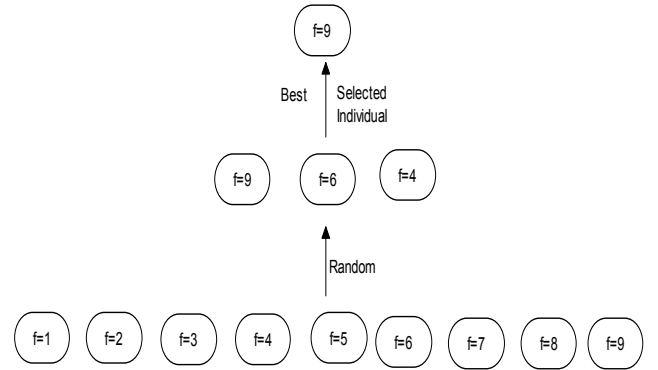 f=9
Best
Selected
Individual
f=9
f=6
f=4
Random
f=1
f=2
f=3
f=4
f=5
f=6
f=7
f=8
f=9